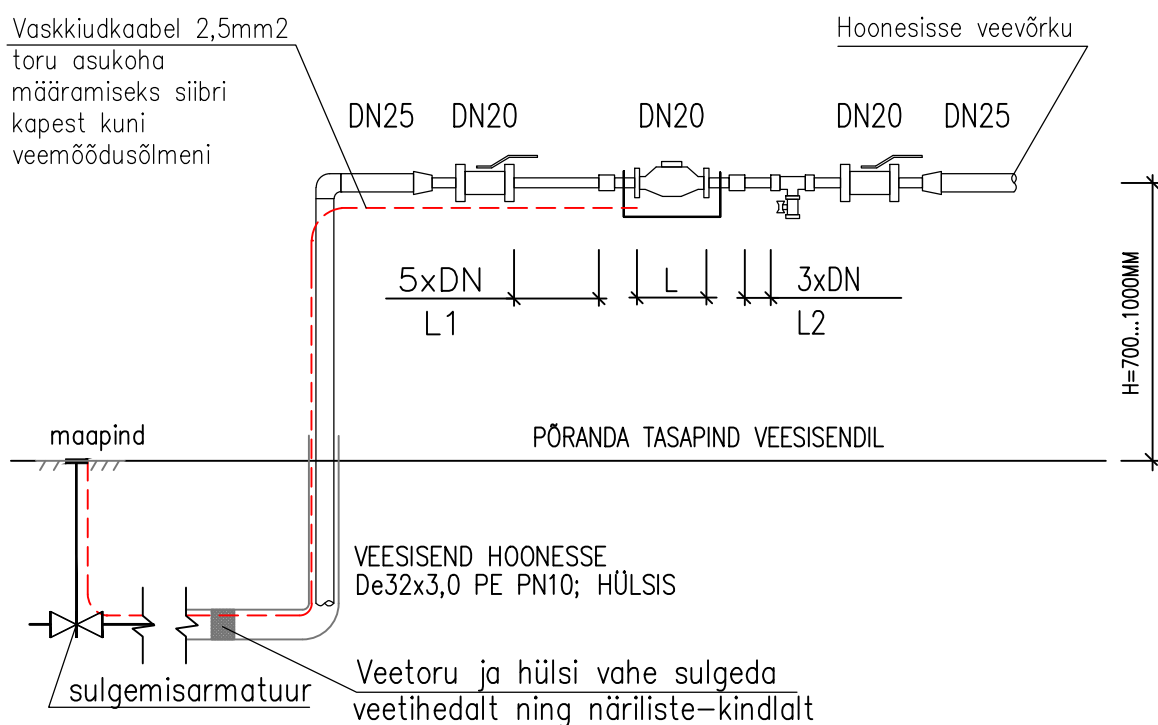 Vaskkiudkaabel 2,5mm2
toru asukoha
määramiseks siibri
kapest kuni
veemõõdusõlmeni
Hoonesisse veevõrku
DN25 DN20 DN20 DN20 DN25
5xDN L 3xDN
L1 L2
H=700...1000MM
maapind
PÕRANDA TASAPIND VEESISENDIL
VEESISEND HOONESSE
De32x3,0 PE PN10; HÜLSIS
sulgemisarmatuur
Veetoru ja hülsi vahe sulgeda
veetihedalt ning näriliste-kindlalt